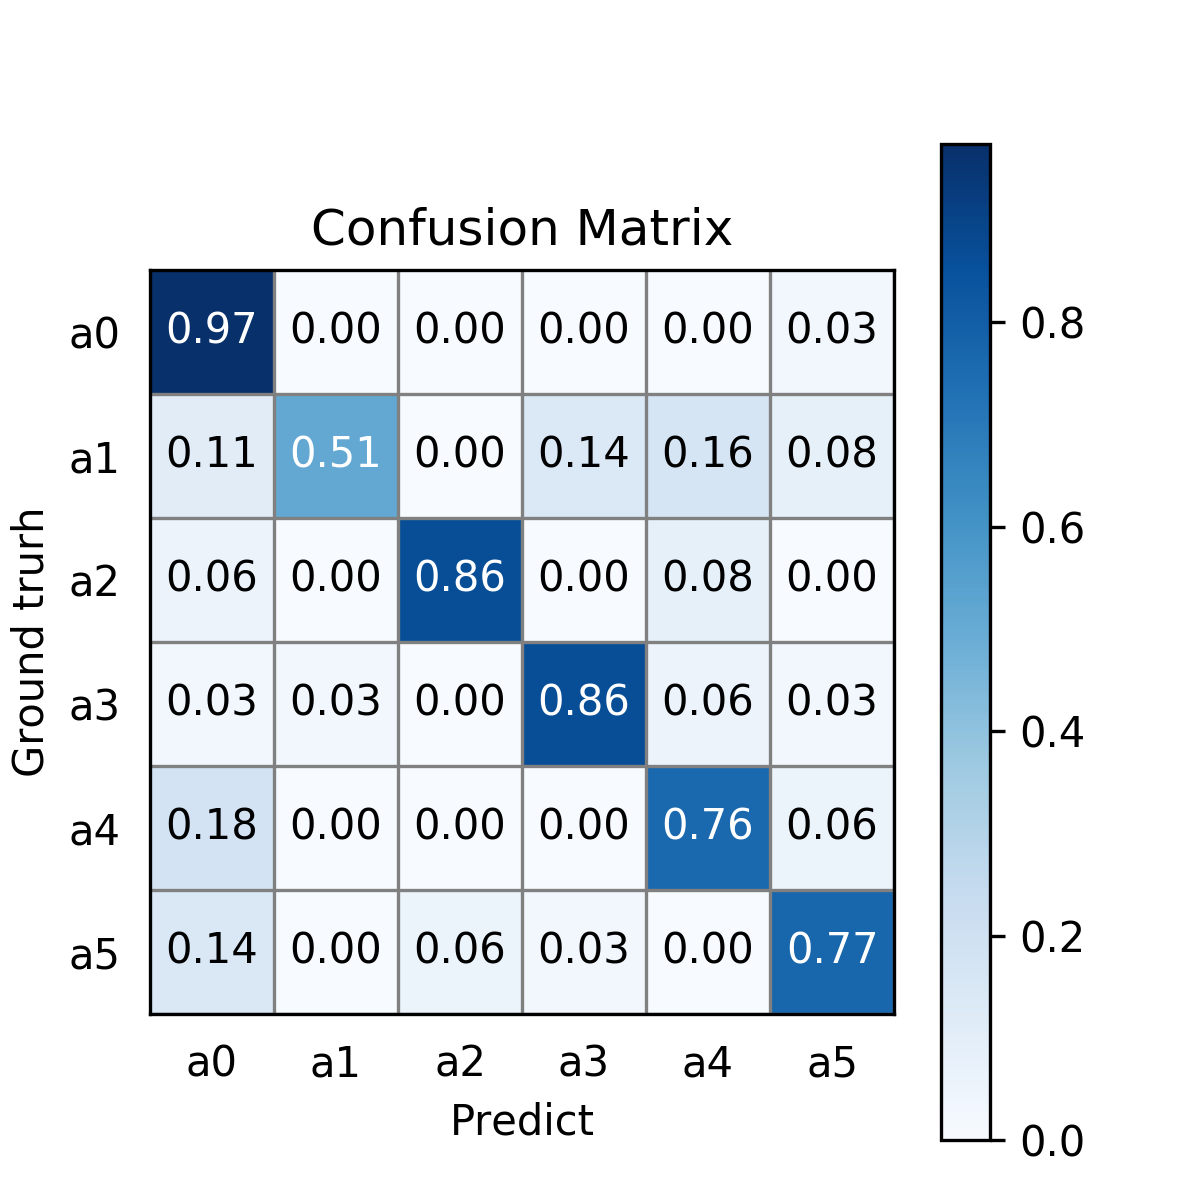 Confusion Matrix
a0 0.97 0.00 0.00 0.00 0.00 0.03
a1 0.11 0.51 0.00 0.14 0.16 0.08
a2 0.06 0.00 0.86 0.00 0.08 0.00
a3 0.03 0.03 0.00 0.86 0.06 0.03
a4 0.18 0.00 0.00 0.00 0.76 0.06
a5 0.14 0.00 0.06 0.03 0.00 0.77
a0 a1 a2 a3 a4 a5
Predict
Ground trurh
0.8
0.6
0.4
0.2
0.0